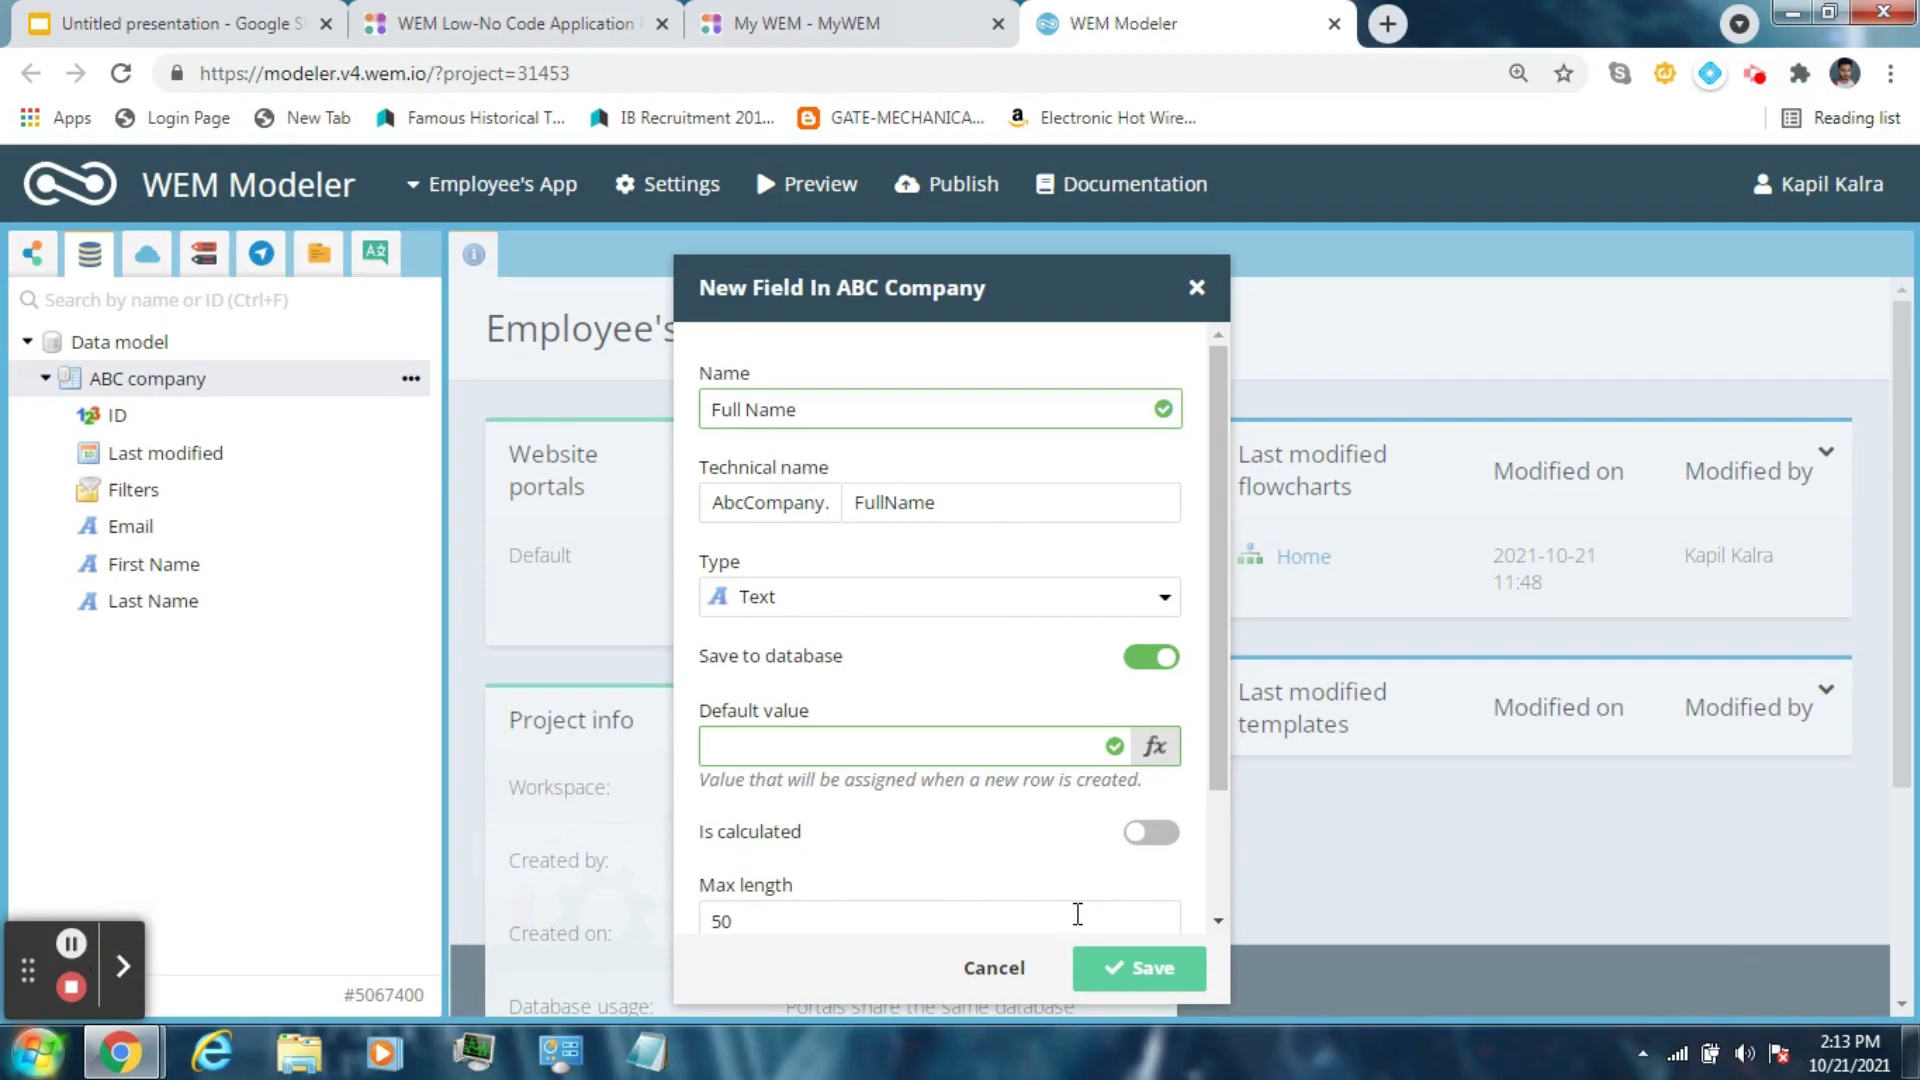 Untitled presentation - Google S
WEM Low-No Code Application
My WEM - MyWEM
WEM Modeler
https://modeler.v4.wem.io/?project=31453
Apps
Login Page
New Tab
Famous Historical T...
IB Recruitment 201...
GATE-MECHANICA...
Electronic Hot Wire...
Reading list
WEM Modeler
Employee's App
Settings
Preview
Publish
Documentation
Kapil Kalra
Search by name or ID (Ctrl+F)
Data model
ABC company
ID
Last modified
Filters
Email
First Name
Last Name
#5067400
Employee's
Website
portals
Default
Project info
Workspace:
Created by:
Created on:
Database usage:
Portals share the same database
New Field In ABC Company
Name
Full Name
Technical name
AbcCompany.
FullName
Type
Text
Save to database
Default value
fx
Value that will be assigned when a new row is created.
Is calculated
Max length
50
Cancel
Save
Last modified
flowcharts
Modified on
Modified by
Home
2021-10-21
11:48
Kapil Kalra
Last modified
templates
Modified on
Modified by
2:13 PM
10/21/2021